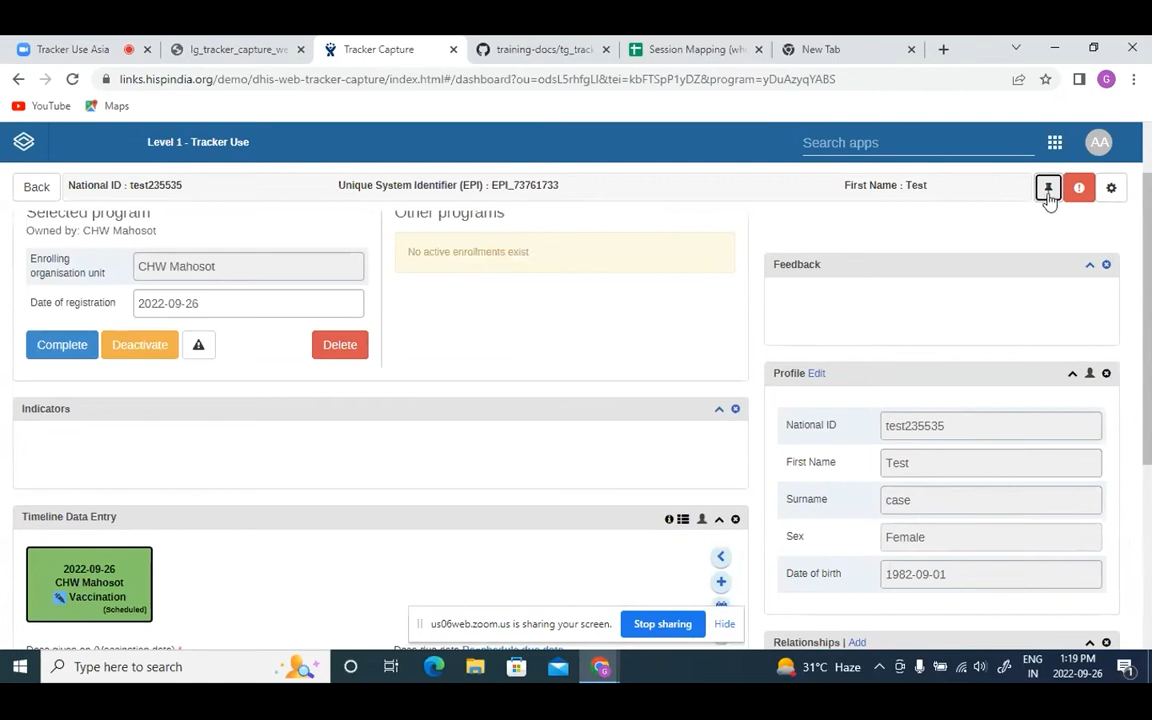 Tracker Use Asia
lg_tracker_capture_we
Tracker Capture
training-docs/tg_track
Session Mapping (whe
New Tab
links.hispindia.org/demo/dhis-web-tracker-capture/index.html#/dashboard?ou=odsL5rhfgLl&tei=kbFTSpP1yDZ&program=yDuAzyqYABS
G
YouTube
Maps
Level 1 - Tracker Use
Search apps
AA
Back
National ID : test235535
Unique System Identifier (EPI) : EPI_73761733
First Name : Test
Selected program
Owned by: CHW Mahosot
Enrolling
organisation unit
CHW Mahosot
Date of registration
2022-09-26
Complete
Deactivate
Delete
Other programs
No active enrollments exist
Feedback
Profile Edit
National ID
test235535
First Name
Test
Surname
case
Sex
Female
Date of birth
1982-09-01
Indicators
Timeline Data Entry
2022-09-26
CHW Mahosot
Vaccination
(Scheduled)
us06web.zoom.us is sharing your screen.
Stop sharing
Hide
Relationships | Add
Type here to search
31°C Haze
ENG
IN
1:19 PM
2022-09-26
1